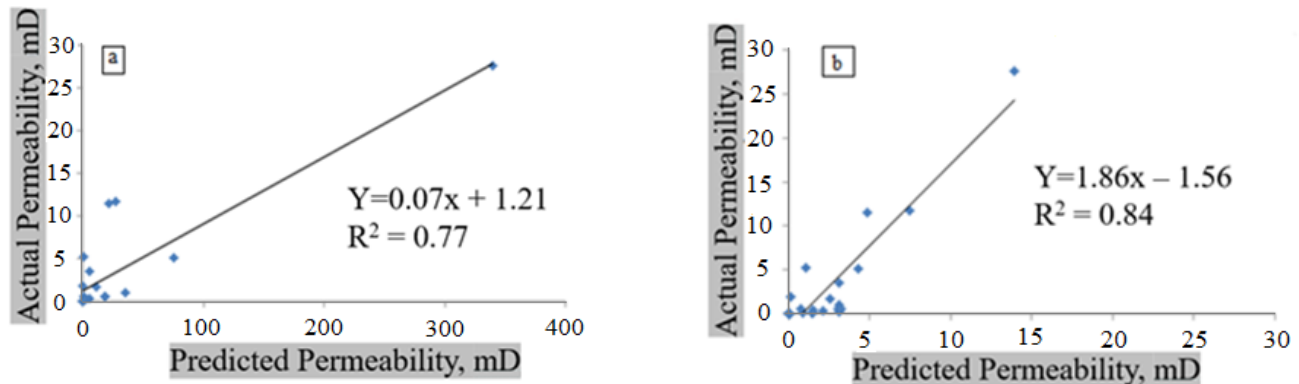 a
Actual Permeability, mD
30
25
20
15
10
5
0
Y=0.07x + 1.21
R² = 0.77
0 100 200 300 400
Predicted Permeability, mD
b
Actual Permeability, mD
30
25
20
15
10
5
0
Y=1.86x – 1.56
R² = 0.84
0 5 10 15 20 25 30
Predicted Permeability, mD